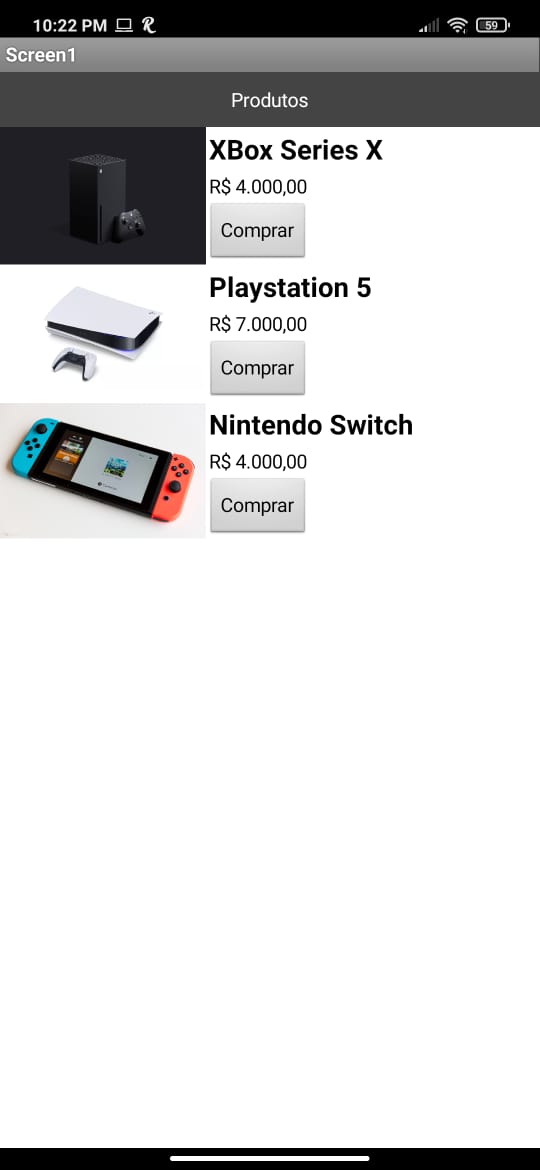 10:22 PM
59
Screen1
Produtos
XBox Series X
R$ 4.000,00
Comprar
Playstation 5
R$ 7.000,00
Comprar
Nintendo Switch
R$ 4.000,00
Comprar